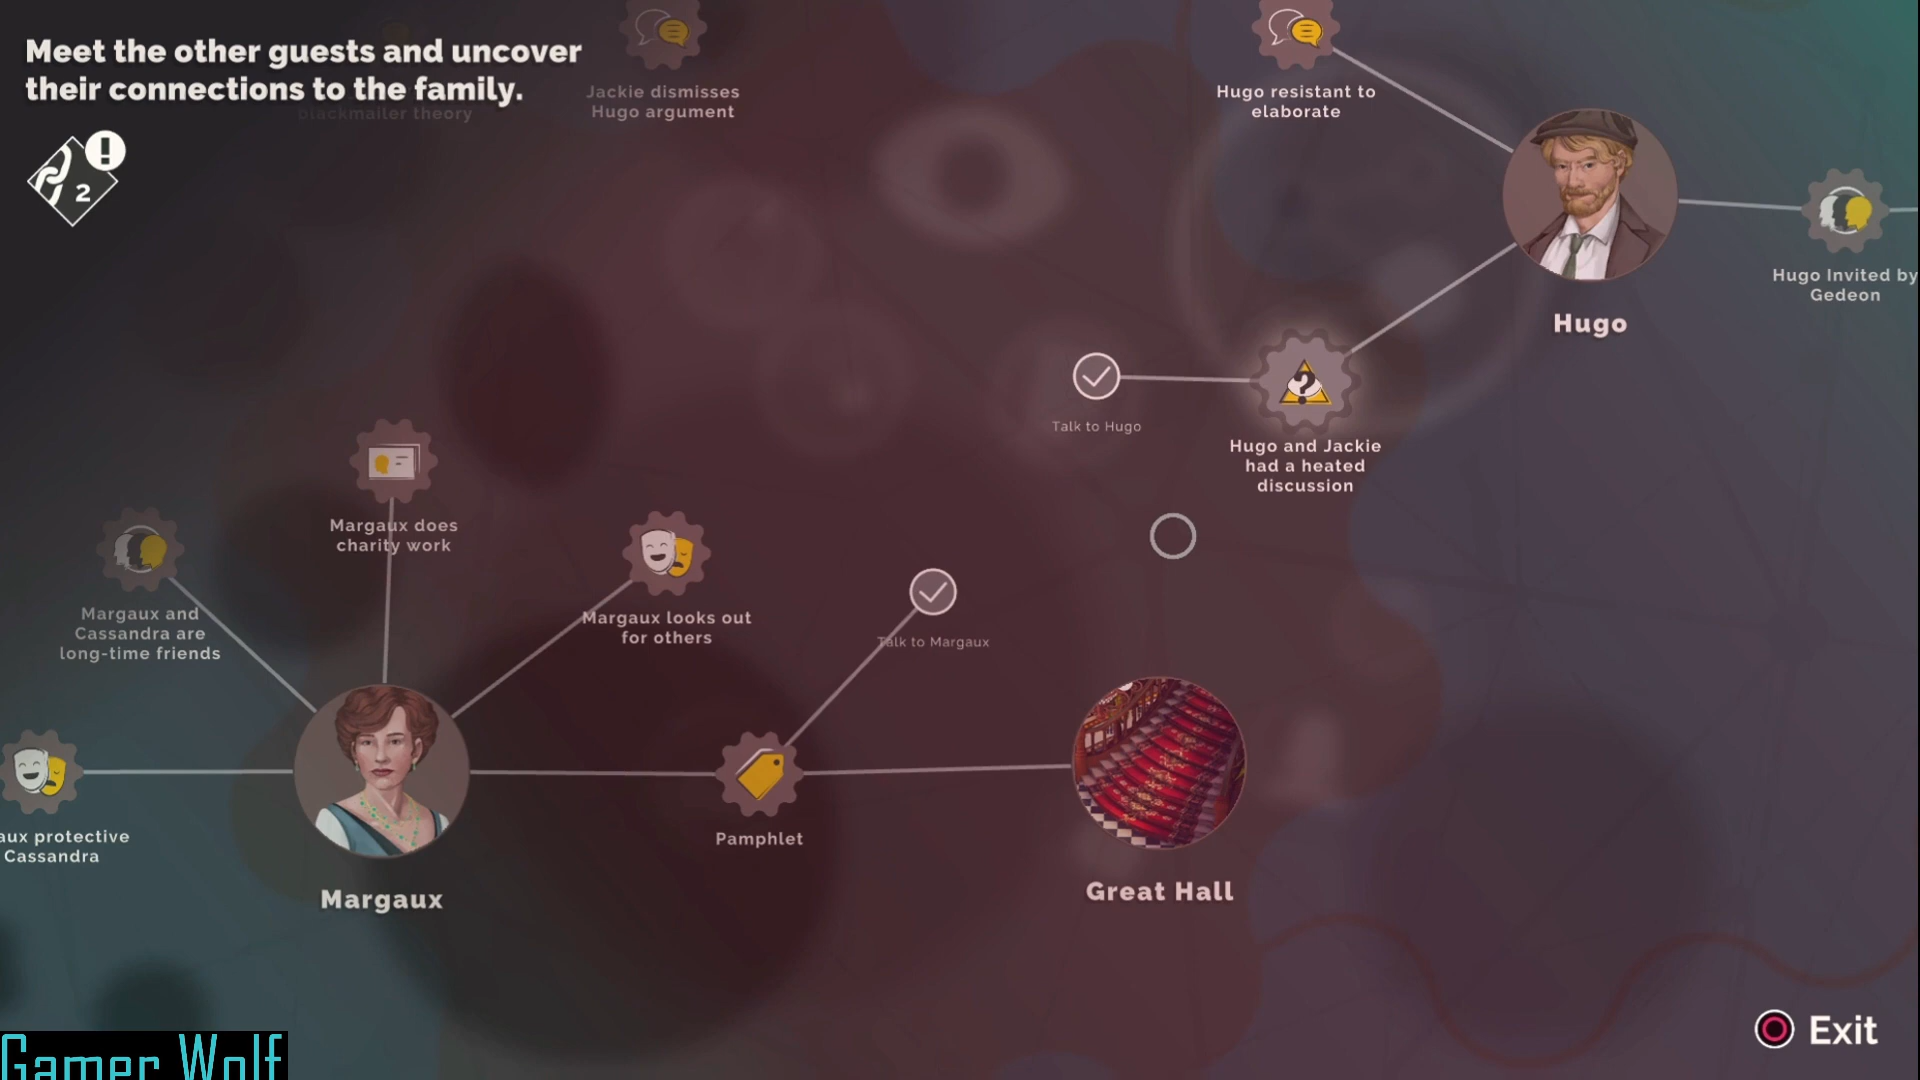 Meet the other guests and uncover
their connections to the family.
blackmailer theory
2
Jackie dismisses
Hugo argument
Hugo resistant to
elaborate
Hugo Invited by
Gedeon
Hugo
Talk to Hugo
Hugo and Jackie
had a heated
discussion
Margaux does
charity work
Margaux and
Cassandra are
long-time friends
Margaux looks out
for others
Talk to Margaux
aux protective
Cassandra
Pamphlet
Margaux
Great Hall
Exit
Gamer Wolf